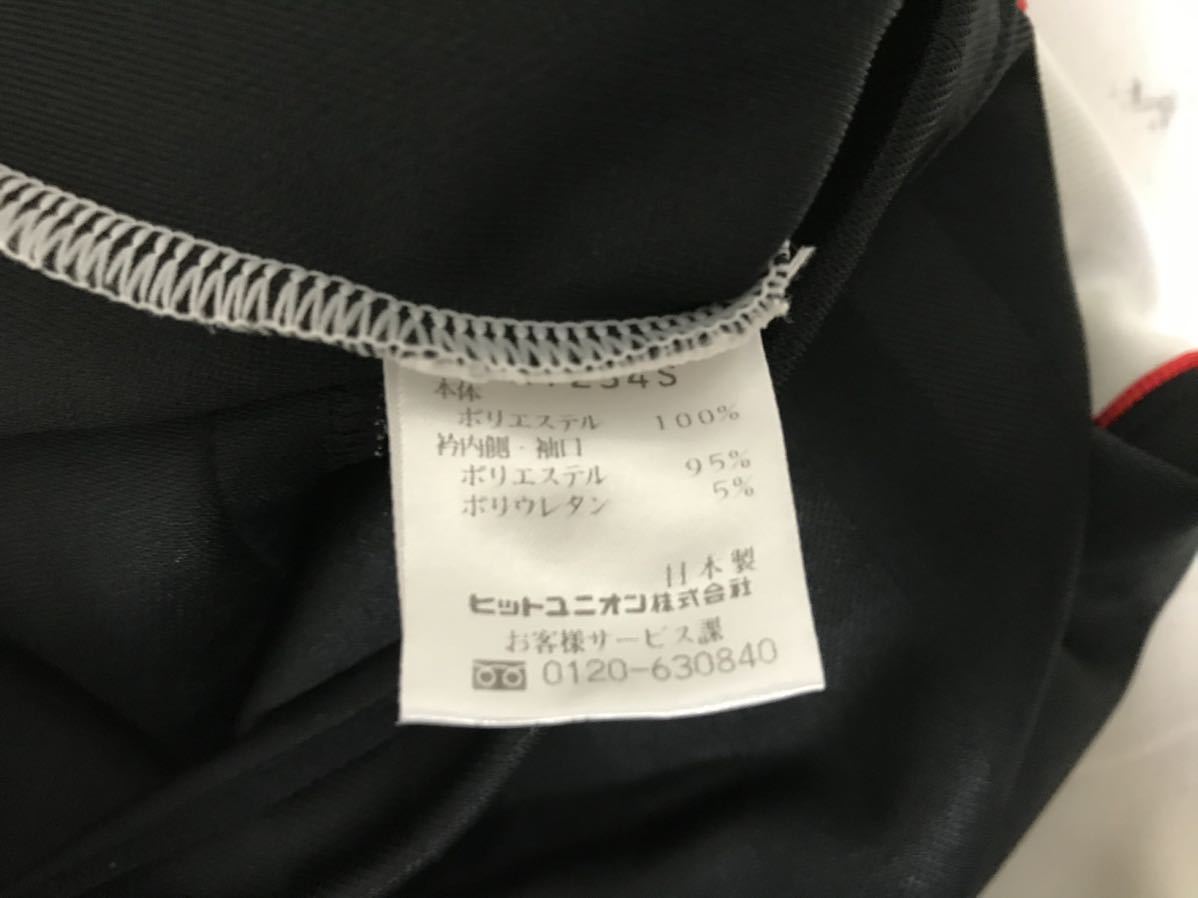 254S
本体
ポリエステル 100%
衿内側・袖口
ポリエステル 95%
ポリウレタン 5%
日本製
ヒットユニオン株式会社
お客様サービス課
0120-630840